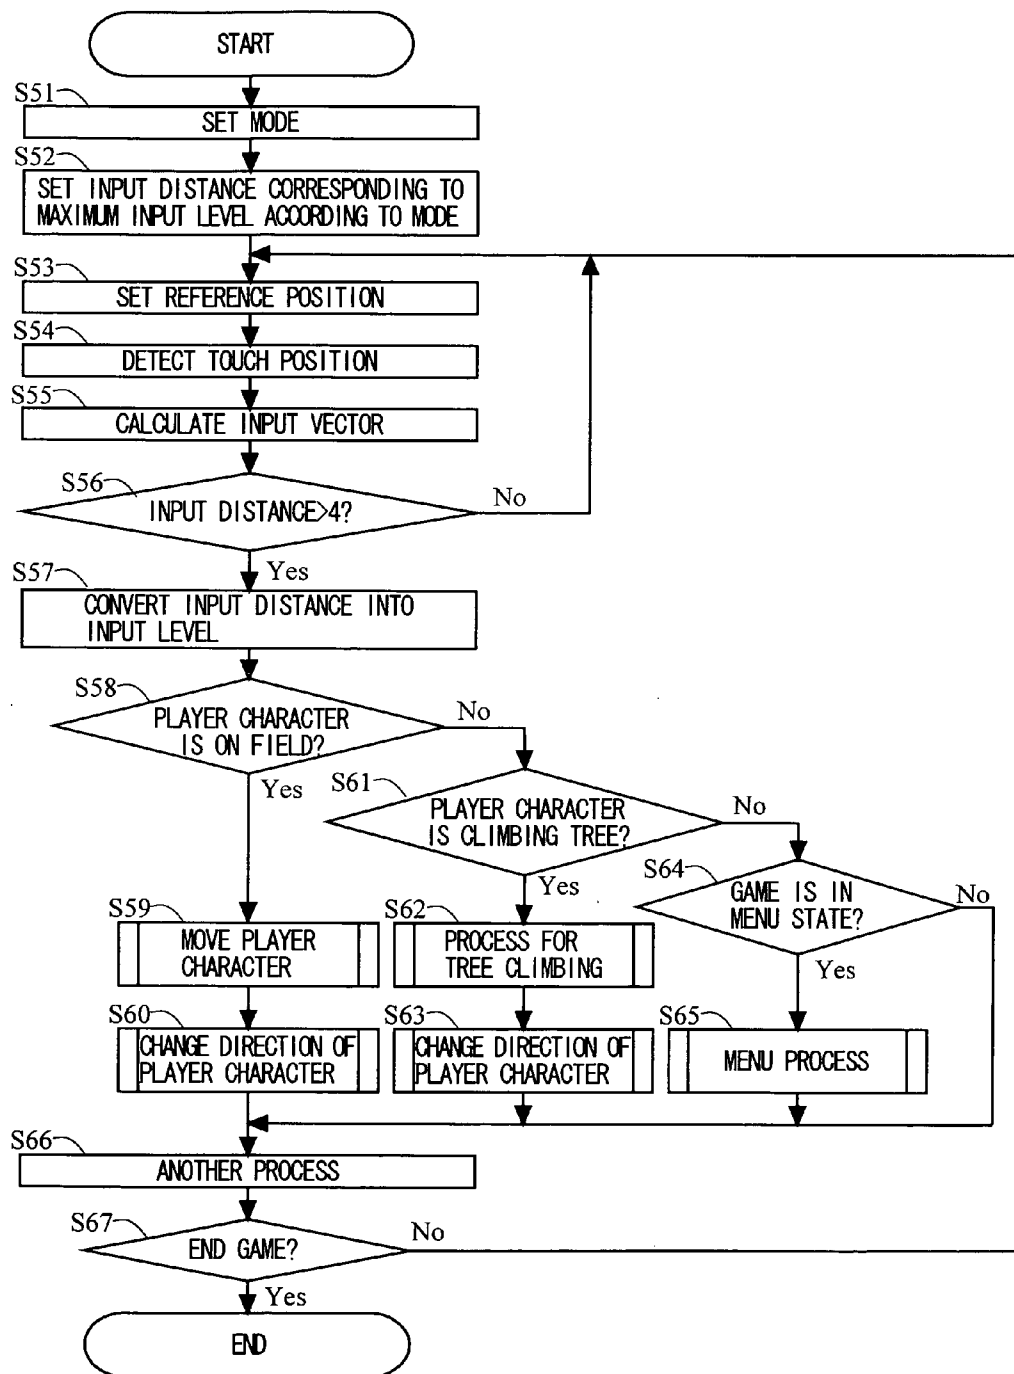 START
S51
SET MODE
S52
SET INPUT DISTANCE CORRESPONDING TO
MAXIMUM INPUT LEVEL ACCORDING TO MODE
S53
SET REFERENCE POSITION
S54
DETECT TOUCH POSITION
S55
CALCULATE INPUT VECTOR
S56
INPUT DISTANCE>4?
No
Yes
S57
CONVERT INPUT DISTANCE INTO
INPUT LEVEL
S58
PLAYER CHARACTER
IS ON FIELD?
No
Yes
S61
PLAYER CHARACTER
IS CLIMBING TREE?
No
Yes
S64
GAME IS IN
MENU STATE?
No
Yes
S59
MOVE PLAYER
CHARACTER
S62
PROCESS FOR
TREE CLIMBING
S60
CHANGE DIRECTION OF
PLAYER CHARACTER
S63
CHANGE DIRECTION OF
PLAYER CHARACTER
S65
MENU PROCESS
S66
ANOTHER PROCESS
S67
END GAME?
No
Yes
END